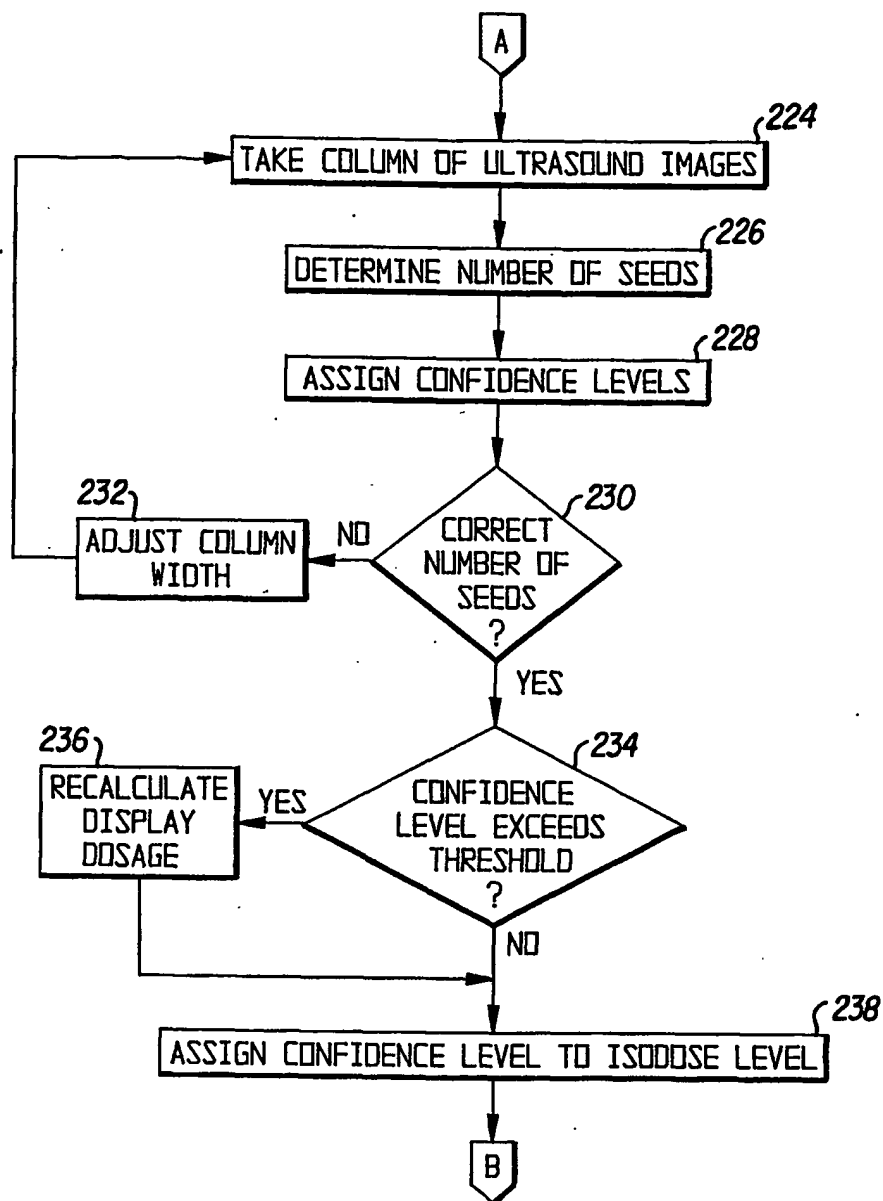 A
224
TAKE COLUMN OF ULTRASOUND IMAGES
226
DETERMINE NUMBER OF SEEDS
228
ASSIGN CONFIDENCE LEVELS
230
CORRECT
NUMBER OF
SEEDS
?
NO
232
ADJUST COLUMN
WIDTH
YES
234
CONFIDENCE
LEVEL EXCEEDS
THRESHOLD
?
YES
236
RECALCULATE
DISPLAY
DOSAGE
NO
238
ASSIGN CONFIDENCE LEVEL TO ISODOSE LEVEL
B